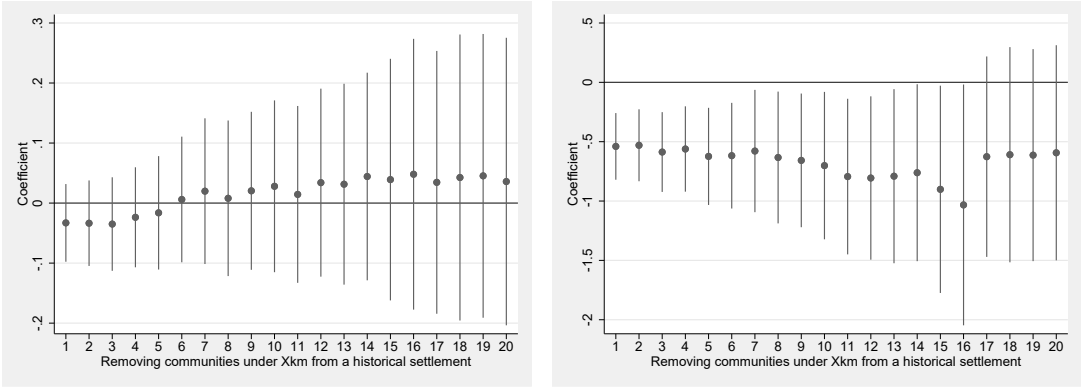 Coefficient
.3
.2
.1
0
-.1
-.2
1 2 3 4 5 6 7 8 9 10 11 12 13 14 15 16 17 18 19 20
Removing communities under Xkm from a historical settlement
Coefficient
.5
0
-.5
-1
-1.5
-2
1 2 3 4 5 6 7 8 9 10 11 12 13 14 15 16 17 18 19 20
Removing communities under Xkm from a historical settlement